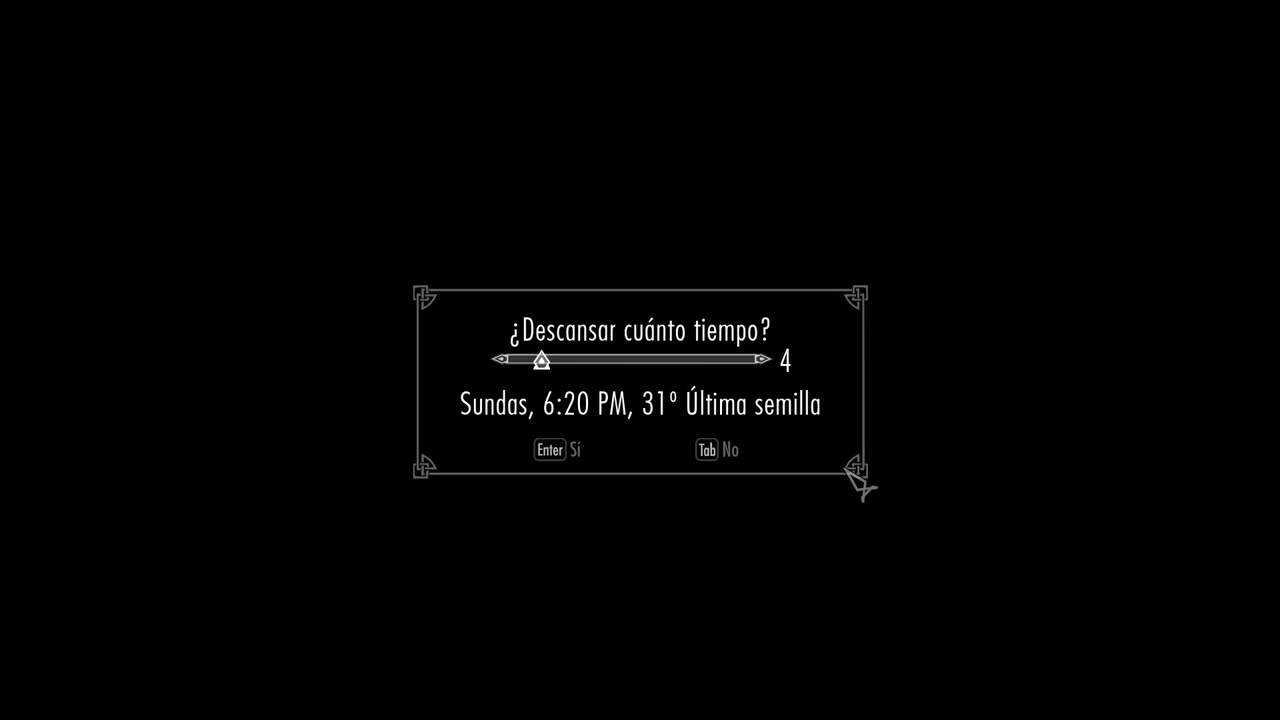 ¿Descansar cuánto tiempo?
4
Sundas, 6:20 PM, 31º Última semilla
Enter Sí Tab No